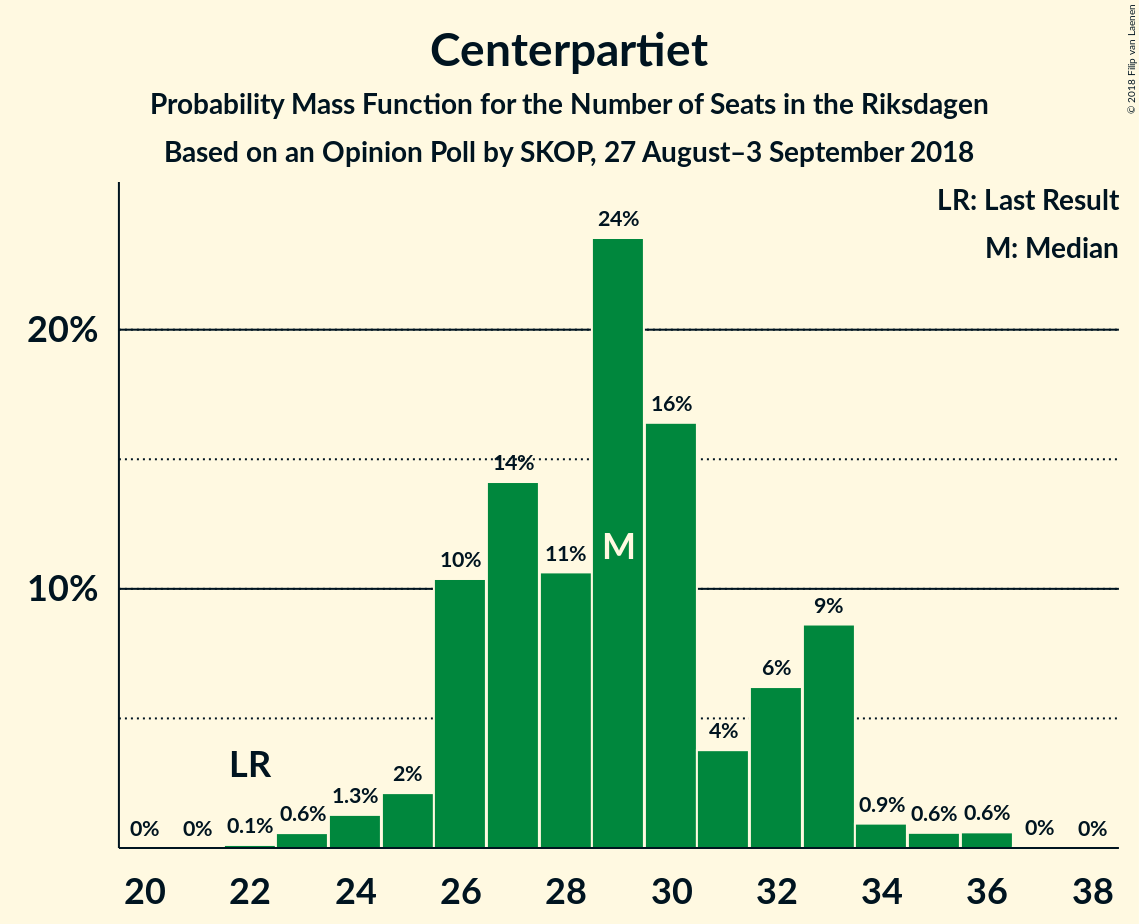 Centerpartiet
Probability Mass Function for the Number of Seats in the Riksdagen
Based on an Opinion Poll by SKOP, 27 August–3 September 2018
© 2018 Filip van Laenen
LR: Last Result
M: Median
20%
10%
0%
0%
0.1%
0.6%
1.3%
2%
10%
14%
11%
24%
16%
4%
6%
9%
0.9%
0.6%
0.6%
0%
0%
LR
M
20 22 24 26 28 30 32 34 36 38